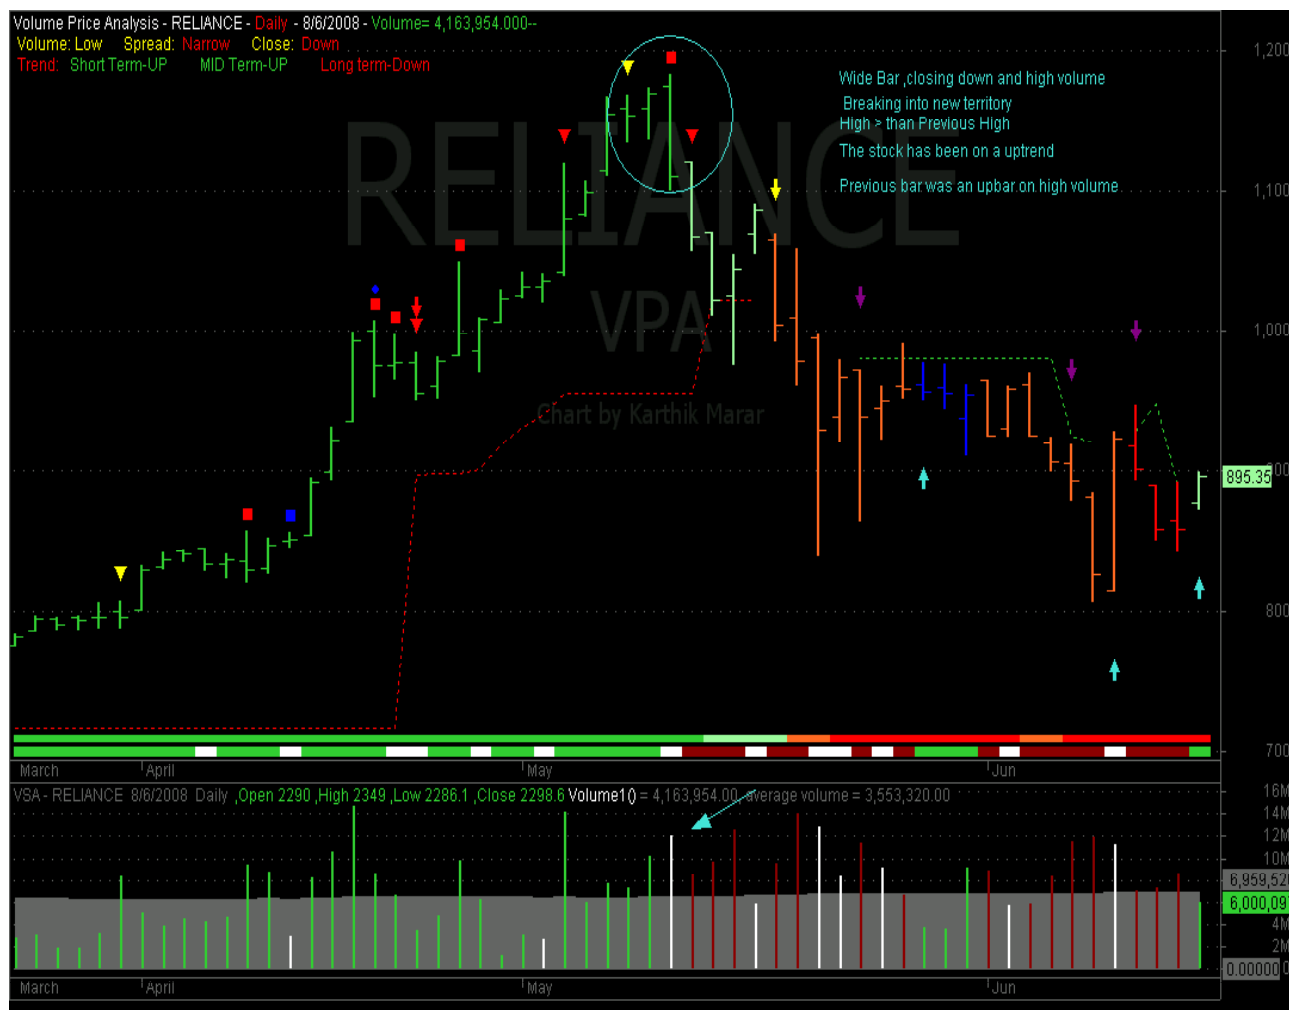 Volume Price Analysis - RELIANCE - Daily - 8/6/2008 - Volume= 4,163,954.000--
Volume: Low Spread: Narrow Close: Down
Trend: Short Term-UP MID Term-UP Long term-Down
Wide Bar ,closing down and high volume
Breaking into new territory
High > than Previous High
The stock has been on a uptrend
Previous bar was an upbar on high volume
RELIANCE
VPA
Chart by Karthik Marar
1,200
1,100
1,000
895.35
800
700
March April May Jun
VSA - RELIANCE 8/6/2008 Daily ,Open 2290 ,High 2349 ,Low 2286.1 ,Close 2298.6 Volume1() = 4,163,954.00, average volume = 3,553,320.00
16M
14M
12M
10M
6,959,52
6,000,09
4M
2M
0.00000
March April May Jun